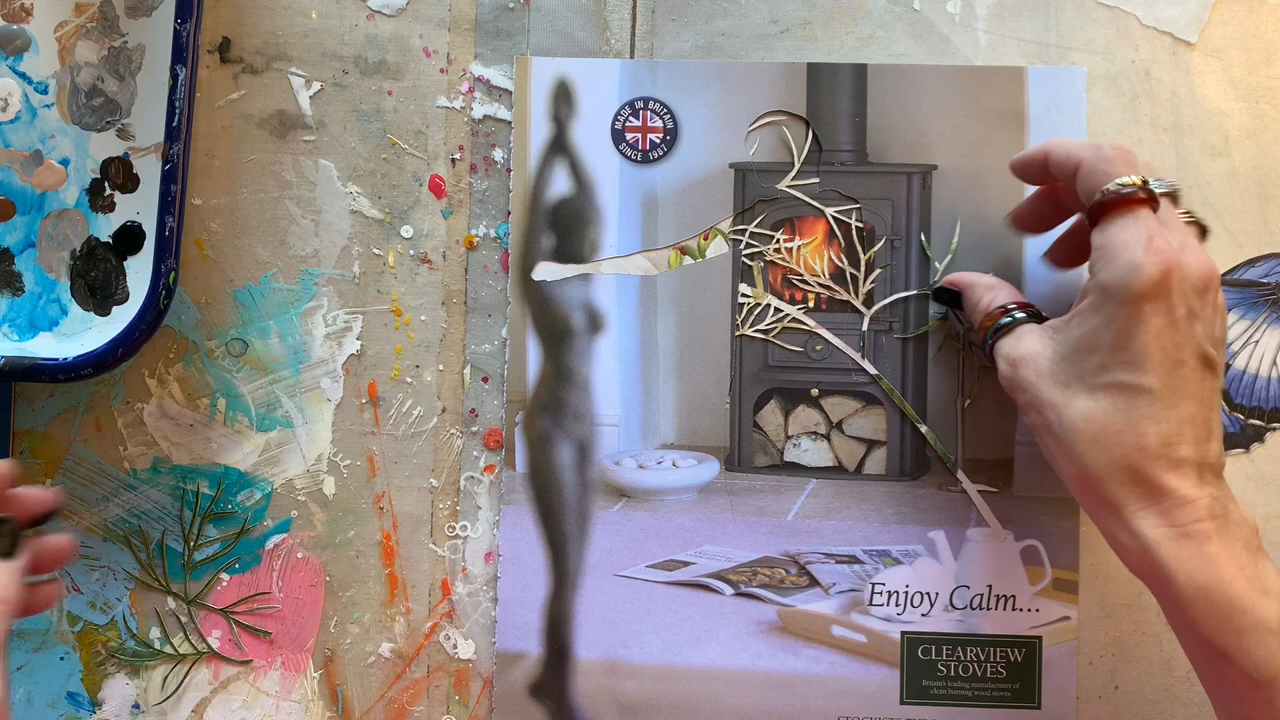 MADE IN BRITAIN
SINCE 1987
Enjoy Calm...
CLEARVIEW
STOVES
Britain's leading manufacturer of
clean burning wood stoves